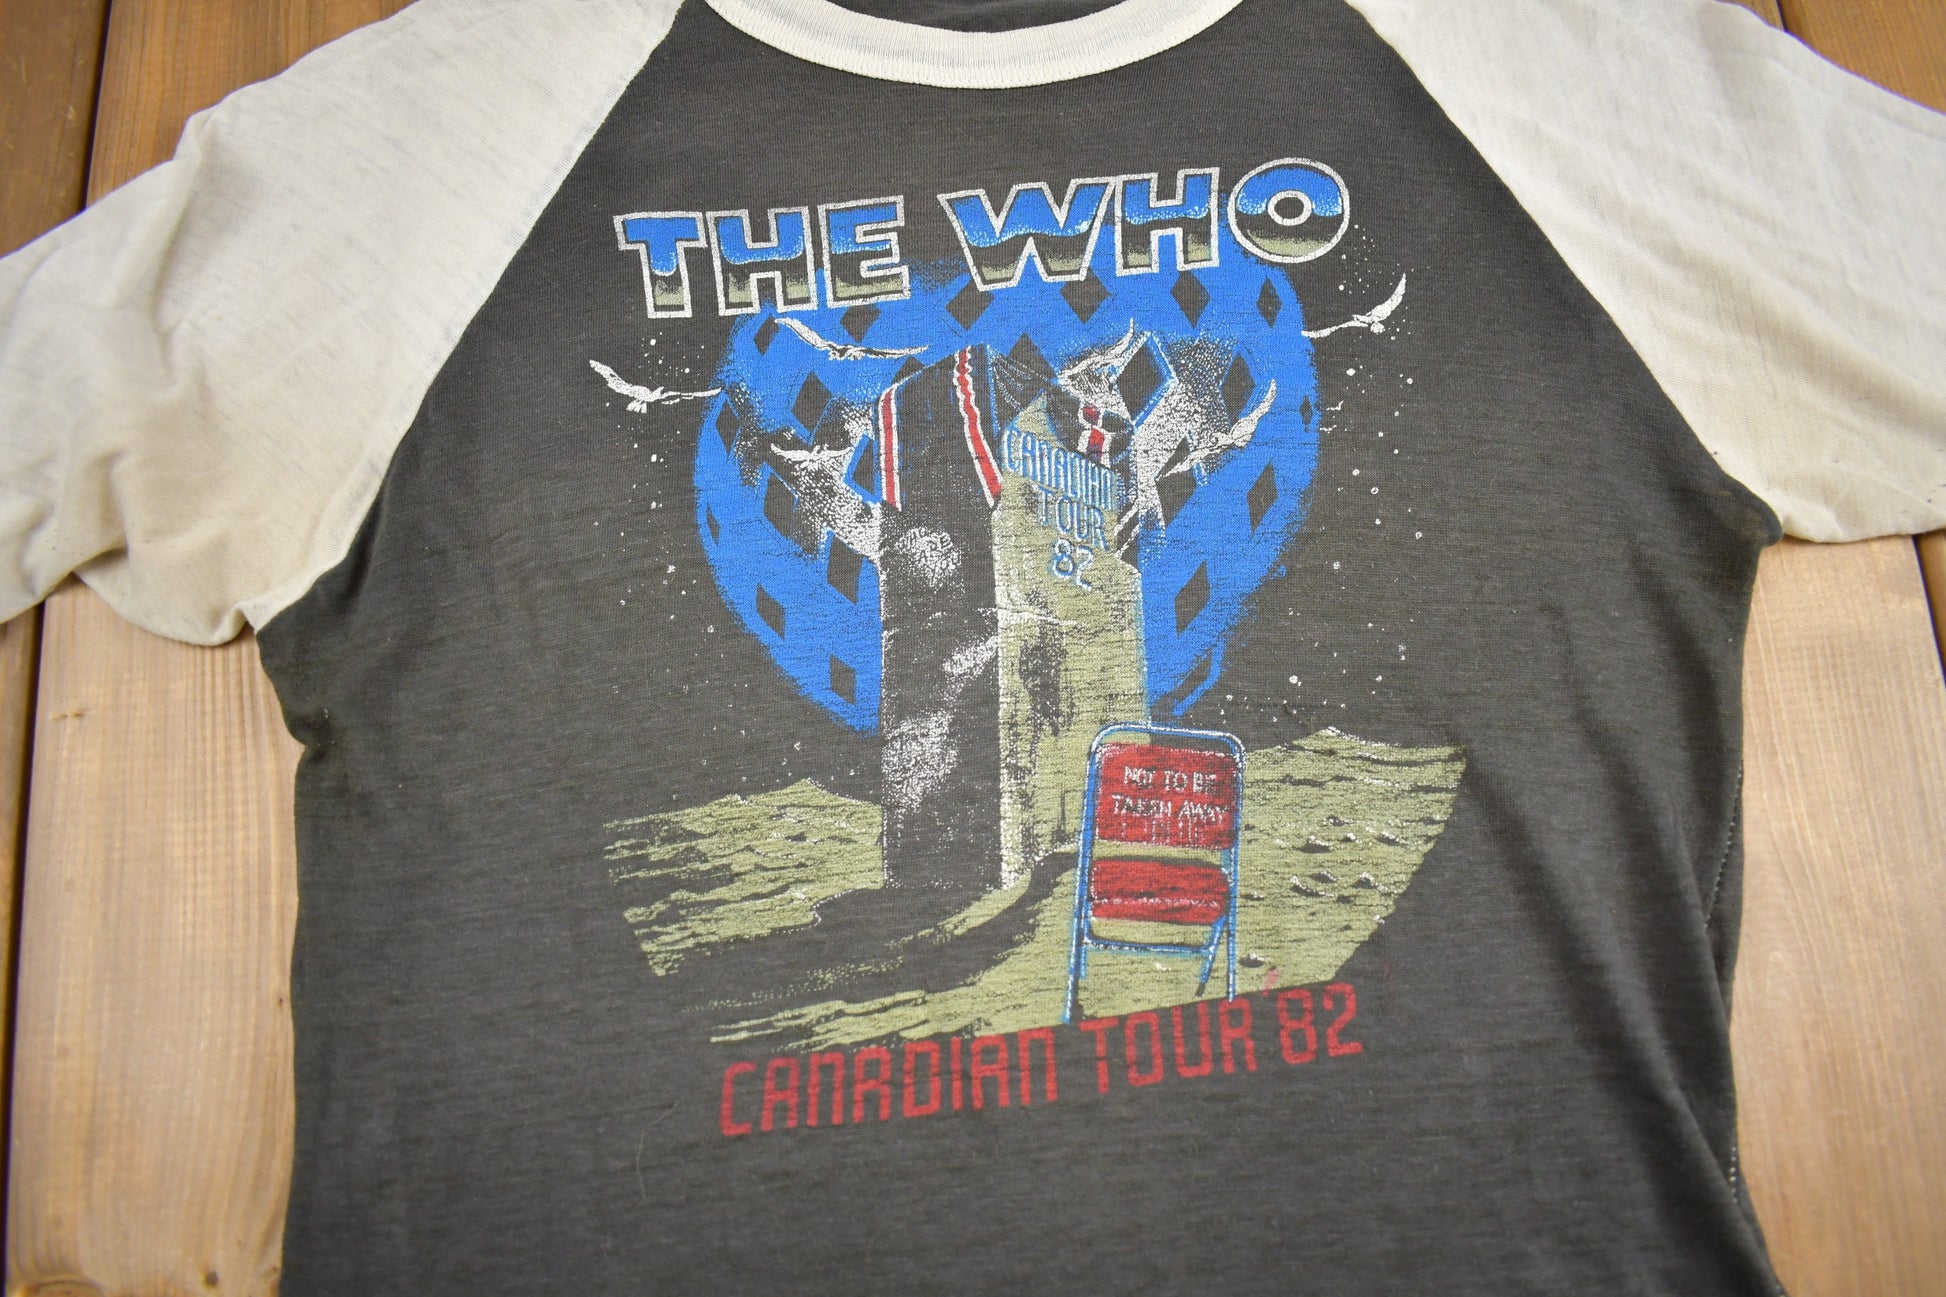 THE WHO
CANADIAN
TOUR
82
NOT TO BE
TAKEN AWAY
CANADIAN TOUR '82